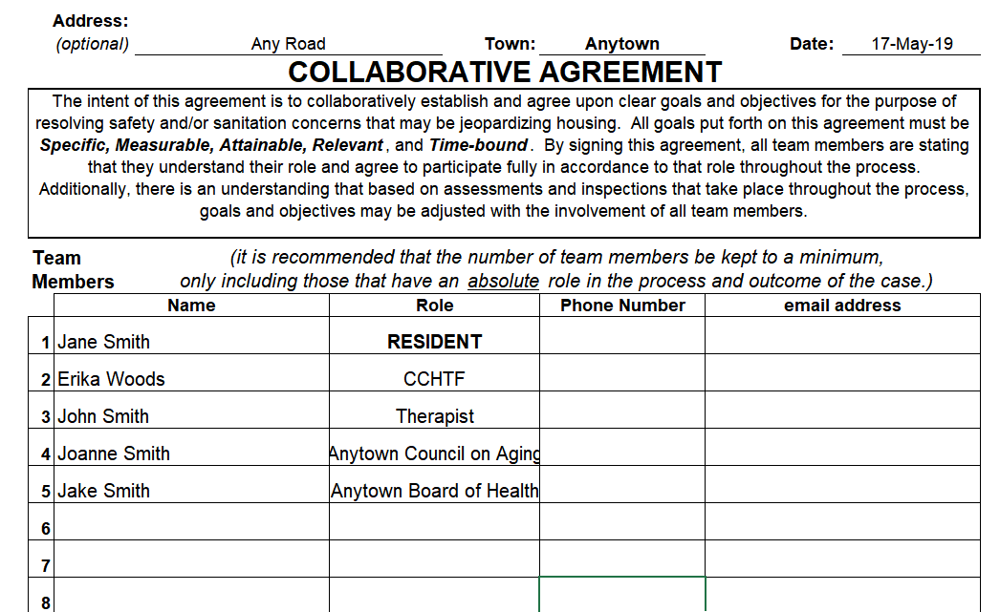 Address:
(optional) Any Road Town: Anytown Date: 17-May-19
COLLABORATIVE AGREEMENT
The intent of this agreement is to collaboratively establish and agree upon clear goals and objectives for the purpose of
resolving safety and/or sanitation concerns that may be jeopardizing housing. All goals put forth on this agreement must be
Specific, Measurable, Attainable, Relevant, and Time-bound. By signing this agreement, all team members are stating
that they understand their role and agree to participate fully in accordance to that role throughout the process.
Additionally, there is an understanding that based on assessments and inspections that take place throughout the process,
goals and objectives may be adjusted with the involvement of all team members.
Team (it is recommended that the number of team members be kept to a minimum,
Members only including those that have an absolute role in the process and outcome of the case.)
Name Role Phone Number email address
1 Jane Smith RESIDENT
2 Erika Woods CCHTF
3 John Smith Therapist
4 Joanne Smith Anytown Council on Aging
5 Jake Smith Anytown Board of Health
6
7
8